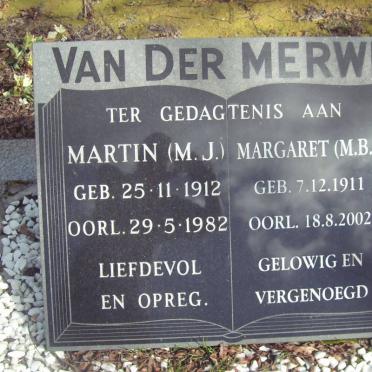 VAN DER MERWE
TER GEDAGTENIS AAN
MARTIN (M.J.)
GEB. 25·11·1912
OORL. 29·5·1982
LIEFDEVOL
EN OPREG.
MARGARET (M.B.
GEB. 7.12.1911
OORL. 18.8.2002
GELOWIG EN
VERGENOEGD